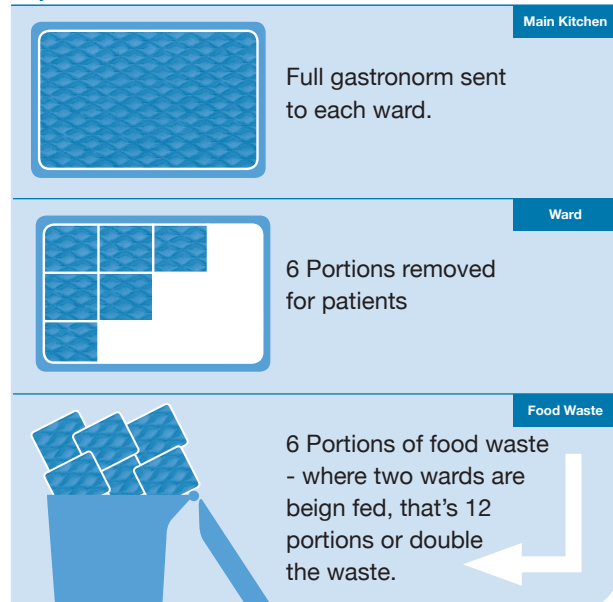 Main Kitchen
Full gastronorm sent
to each ward.
Ward
6 Portions removed
for patients
Food Waste
6 Portions of food waste
- where two wards are
beign fed, that's 12
portions or double
the waste.